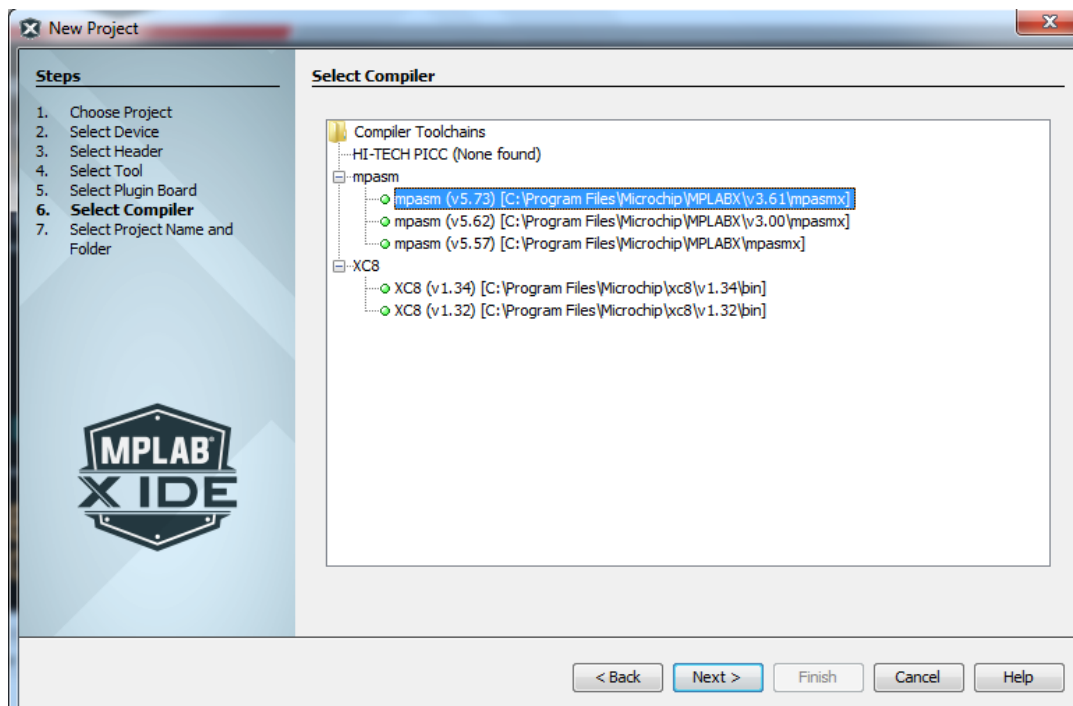 New Project
Steps
1. Choose Project
2. Select Device
3. Select Header
4. Select Tool
5. Select Plugin Board
6. Select Compiler
7. Select Project Name and
Folder
MPLAB
X IDE
Select Compiler
Compiler Toolchains
HI-TECH PICC (None found)
mpasm
mpasm (v5.73) [C:\Program Files\Microchip\MPLABX\v3.61\mpasmx]
mpasm (v5.62) [C:\Program Files\Microchip\MPLABX\v3.00\mpasmx]
mpasm (v5.57) [C:\Program Files\Microchip\MPLABX\mpasmx]
XC8
XC8 (v1.34) [C:\Program Files\Microchip\xc8\v1.34\bin]
XC8 (v1.32) [C:\Program Files\Microchip\xc8\v1.32\bin]
< Back Next > Finish Cancel Help